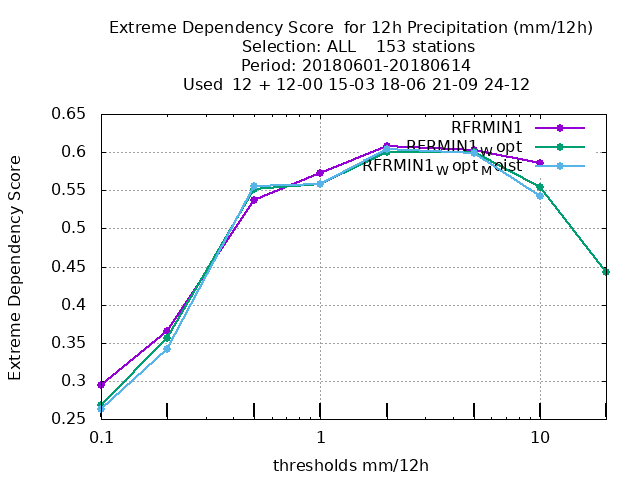 Extreme Dependency Score  for 12h Precipitation (mm/12h)
Selection: ALL    153 stations
Period: 20180601-20180614
Used  12 + 12-00 15-03 18-06 21-09 24-12
RFRMIN1
RFRMIN1_Wopt
RFRMIN1_Wopt_Moist
Extreme Dependency Score
0.65
0.6
0.55
0.5
0.45
0.4
0.35
0.3
0.25
0.1
1
10
thresholds mm/12h